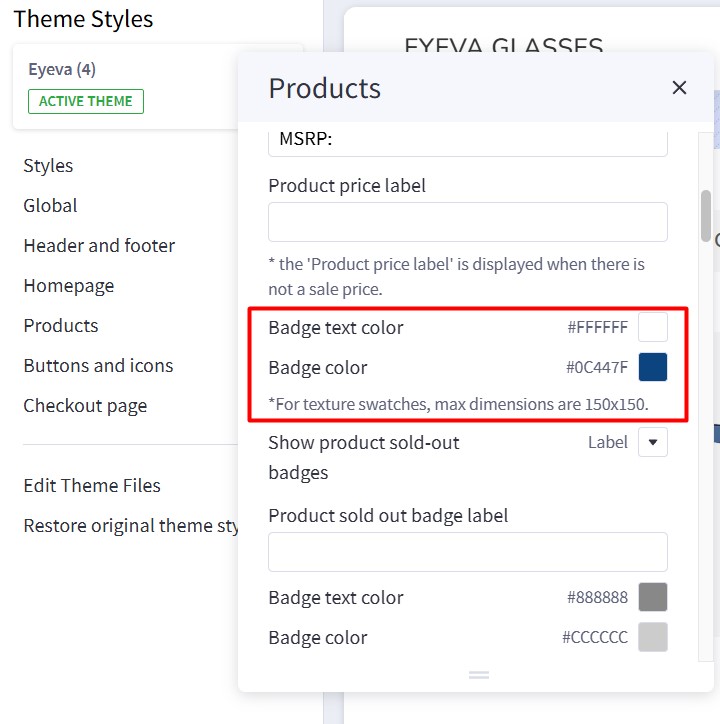 Theme Styles
Eyeva (4)
ACTIVE THEME
Styles
Global
Header and footer
Homepage
Products
Buttons and icons
Checkout page
Edit Theme Files
Restore original theme sty
EYEVA GLASSES
Products
MSRP:
Product price label
* the 'Product price label' is displayed when there is
not a sale price.
Badge text color #FFFFFF
Badge color #0C447F
*For texture swatches, max dimensions are 150x150.
Show product sold-out Label
badges
Product sold out badge label
Badge text color #888888
Badge color #CCCCCC